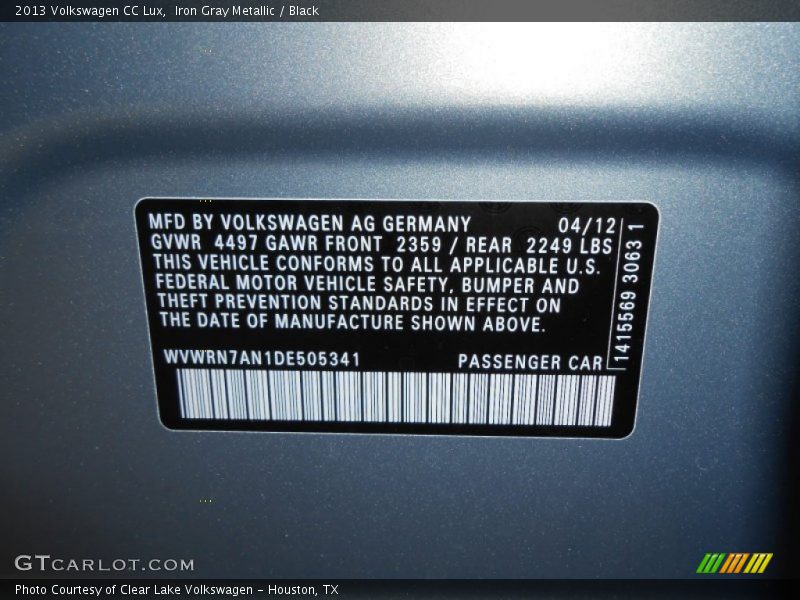 2013 Volkswagen CC Lux, Iron Gray Metallic / Black
MFD BY VOLKSWAGEN AG GERMANY 04/12
GVWR 4497 GAWR FRONT 2359 / REAR 2249 LBS
THIS VEHICLE CONFORMS TO ALL APPLICABLE U.S.
FEDERAL MOTOR VEHICLE SAFETY, BUMPER AND
THEFT PREVENTION STANDARDS IN EFFECT ON
THE DATE OF MANUFACTURE SHOWN ABOVE.
WVWRN7AN1DE505341 PASSENGER CAR
1415569 3063 1
GTCARLOT.COM
Photo Courtesy of Clear Lake Volkswagen - Houston, TX